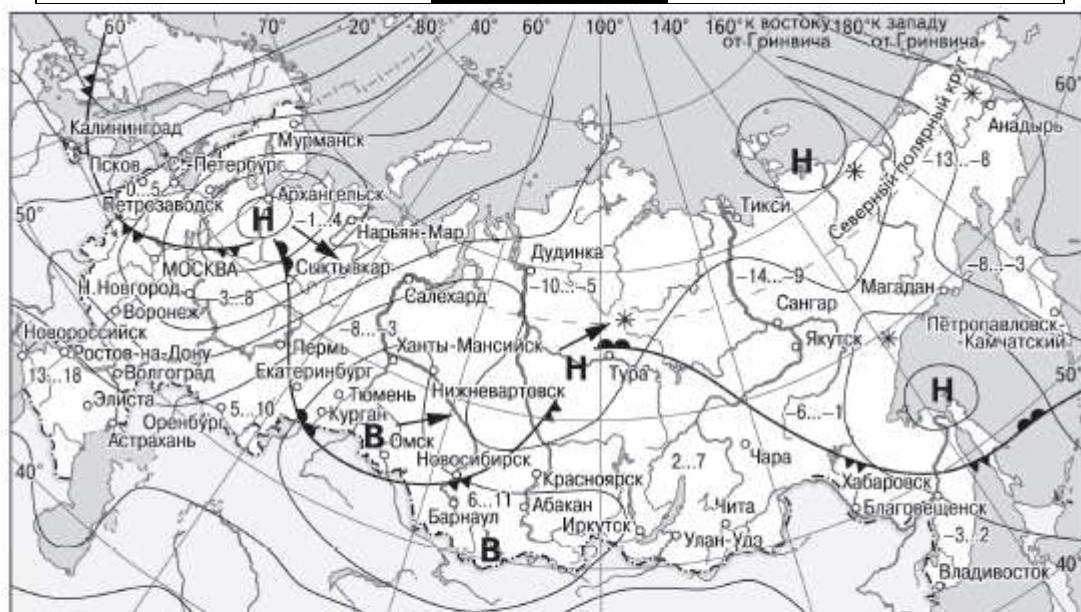 60° 70° 20° 80° 40° 60° 100° 140° 160° к востоку от Гринвича 180° к западу от Гринвича
60°
Северный полярный круг
Анадырь
Калининград
Мурманск
Н
–13...–8
Псков
С.-Петербург
–0...5
Архангельск
Петрозаводск
Тикси
50°
Н
–1...4
Нарьян-Мар
Дудинка
МОСКВА
Сыктывкар
–10...–5
–14...–9
–8...–3
Н.Новгород
3...8
Салехард
Магадан
Сангар
Воронеж
–8...–3
Петропавловск-
Камчатский
Новороссийск
Пермь
Ханты-Мансийск
Якутск
Ростов-на-Дону
Н
Тура
13...18
Волгоград
Екатеринбург
Нижневартовск
50°
Н
Элиста
5...10
Тюмень
–6...–1
Оренбург
Курган
Астрахань
В
Омск
Чара
40°
Новосибирск
Красноярск
2...7
Хабаровск
6...11
Барнаул
Абакан
Чита
Благовещенск
Иркутск
Улан-Удэ
–3...2
В
40°
Владивосток